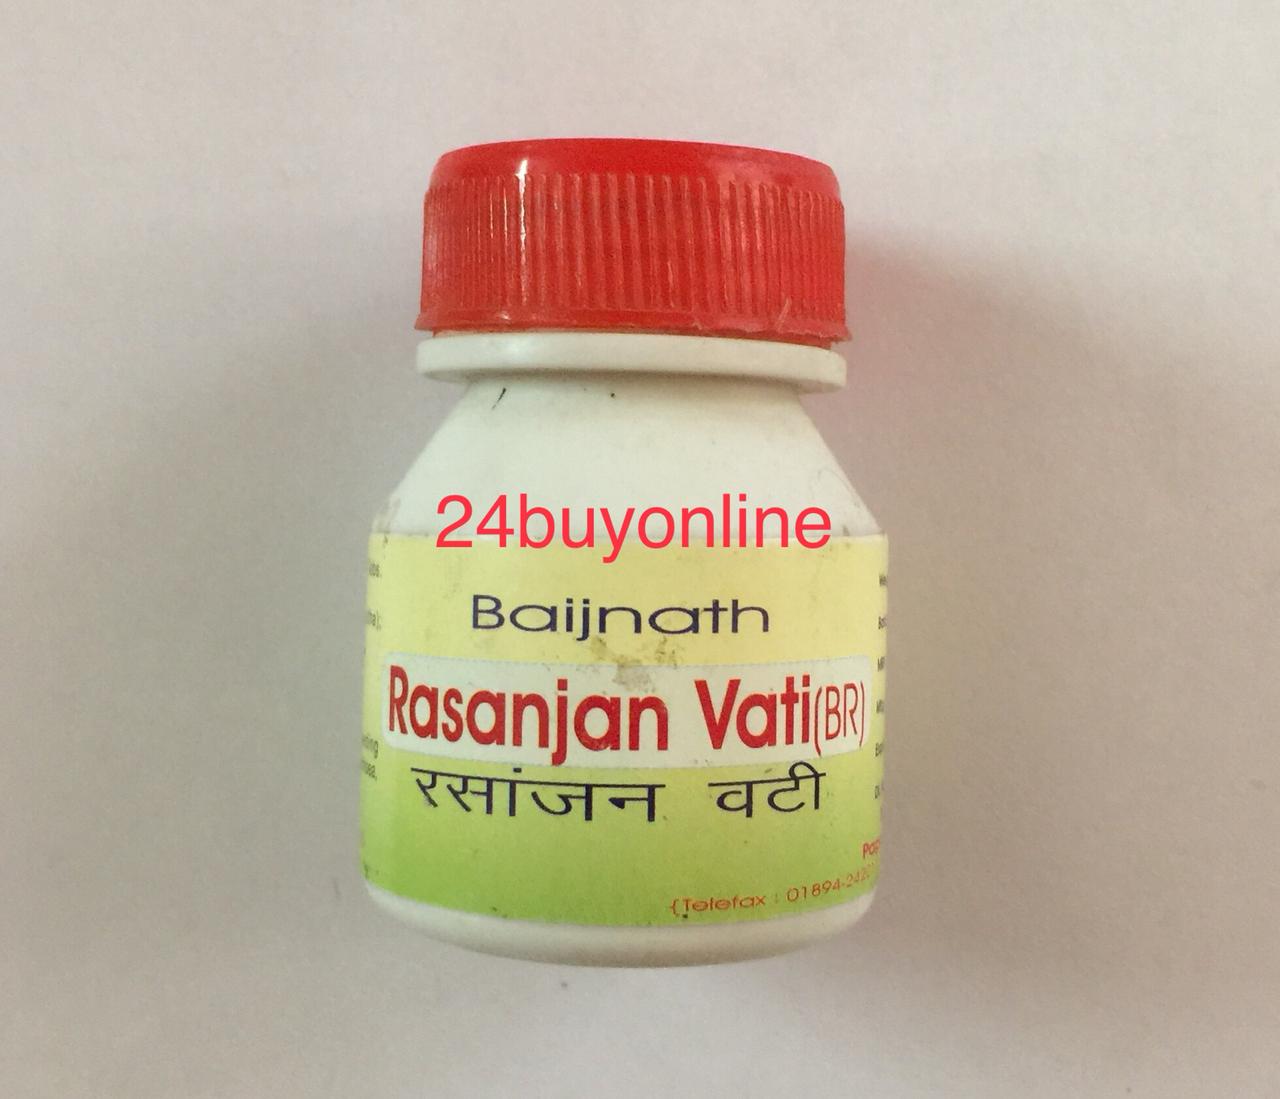 24buyonline
Baijnath
Rasanjan Vati(BR)
रसांजन वटी
(Telefax : 01894-242